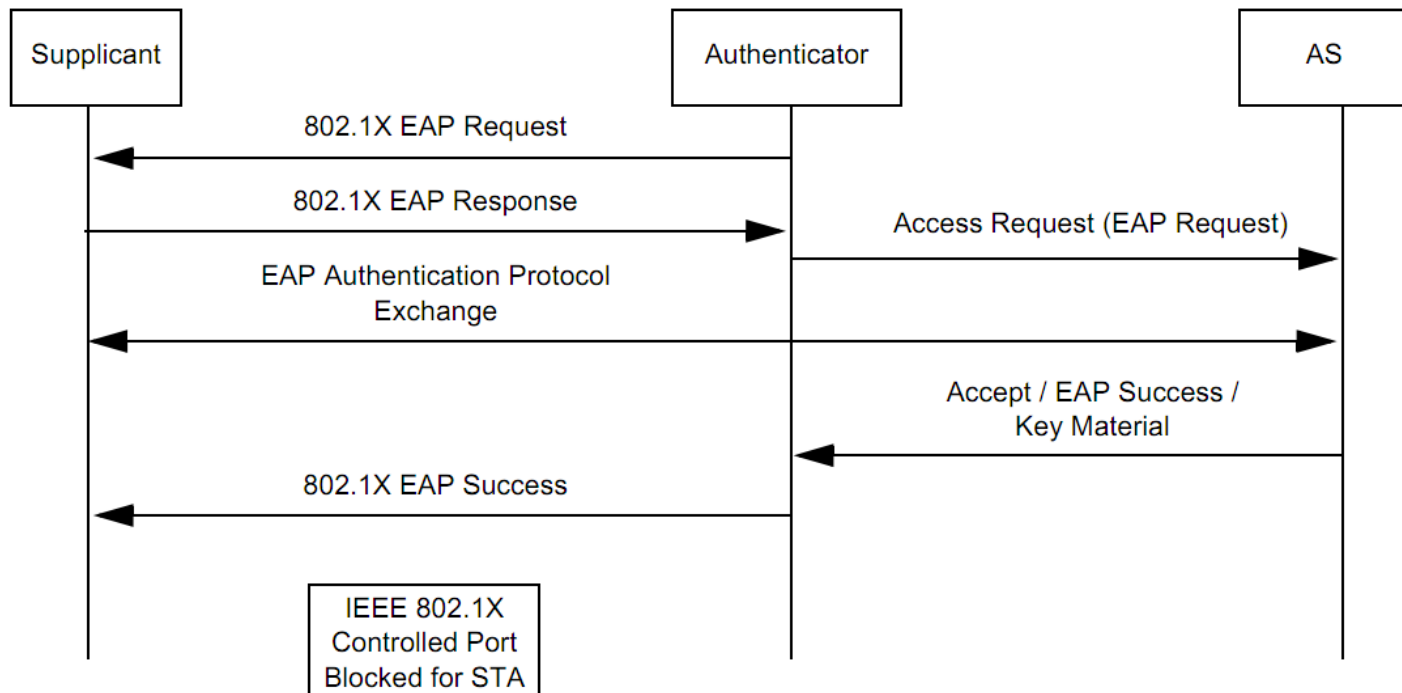 Supplicant
Authenticator
AS
802.1X EAP Request
802.1X EAP Response
Access Request (EAP Request)
EAP Authentication Protocol
Exchange
Accept / EAP Success /
Key Material
802.1X EAP Success
IEEE 802.1X
Controlled Port
Blocked for STA